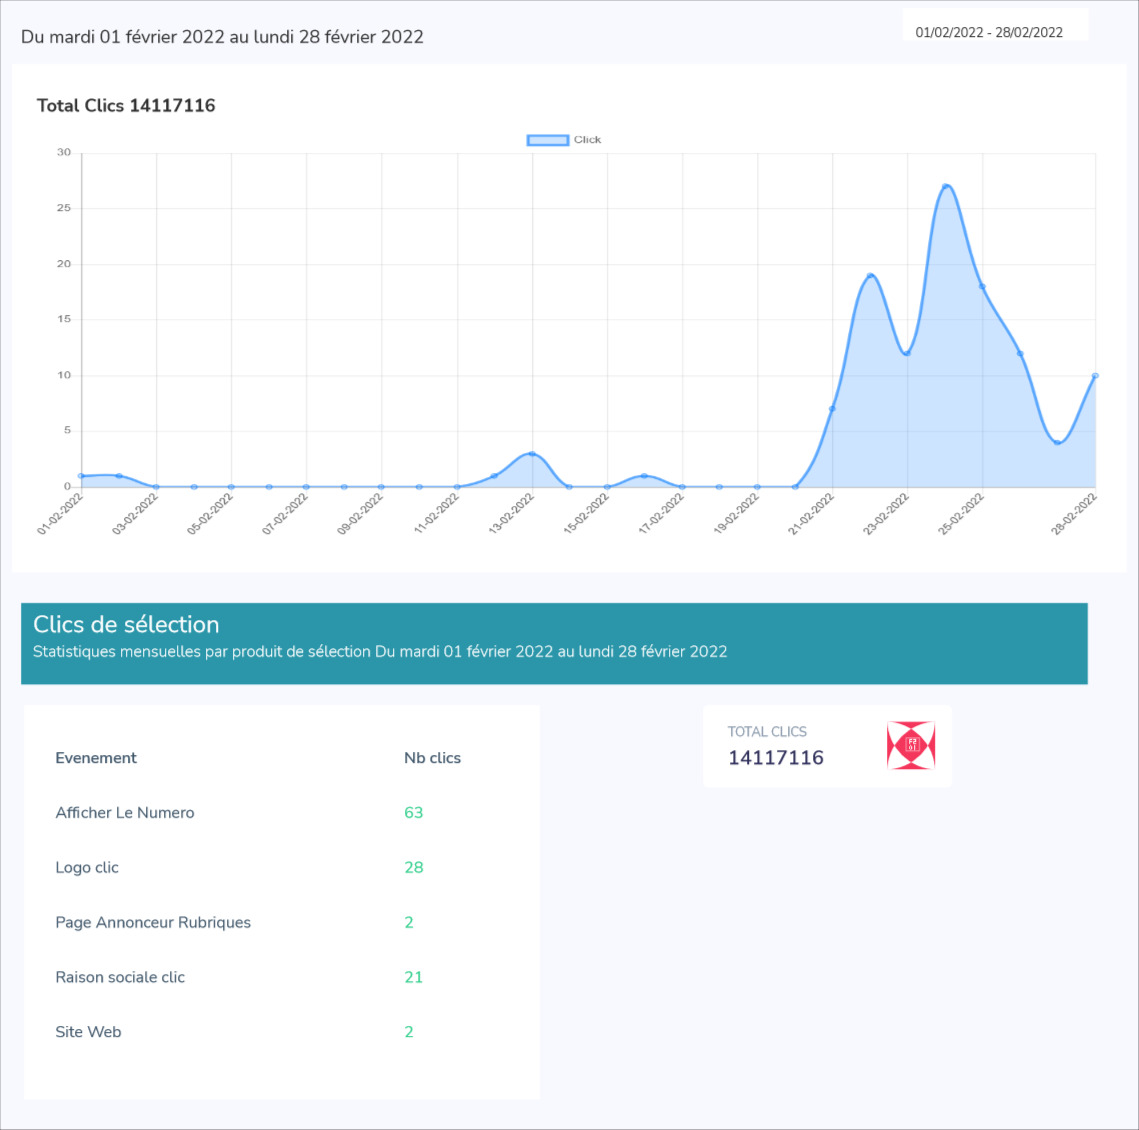 Du mardi 01 février 2022 au lundi 28 février 2022
01/02/2022 - 28/02/2022
Total Clics 14117116
Click
30
25
20
15
10
5
0
01-02-2022
03-02-2022
05-02-2022
07-02-2022
09-02-2022
11-02-2022
13-02-2022
15-02-2022
17-02-2022
19-02-2022
21-02-2022
23-02-2022
25-02-2022
28-02-2022
Clics de sélection
Statistiques mensuelles par produit de sélection Du mardi 01 février 2022 au lundi 28 février 2022
Evenement Nb clics
Afficher Le Numero 63
Logo clic 28
Page Annonceur Rubriques 2
Raison sociale clic 21
Site Web 2
TOTAL CLICS
14117116